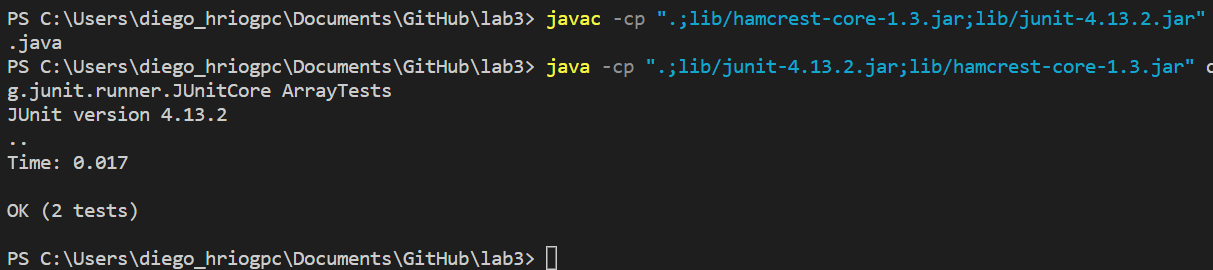 PS C:\Users\diego_hriogpc\Documents\GitHub\lab3> javac -cp ".;lib/hamcrest-core-1.3.jar;lib/junit-4.13.2.jar"
.java
PS C:\Users\diego_hriogpc\Documents\GitHub\lab3> java -cp ".;lib/junit-4.13.2.jar;lib/hamcrest-core-1.3.jar" o
g.junit.runner.JUnitCore ArrayTests
JUnit version 4.13.2
..
Time: 0.017
OK (2 tests)
PS C:\Users\diego_hriogpc\Documents\GitHub\lab3>